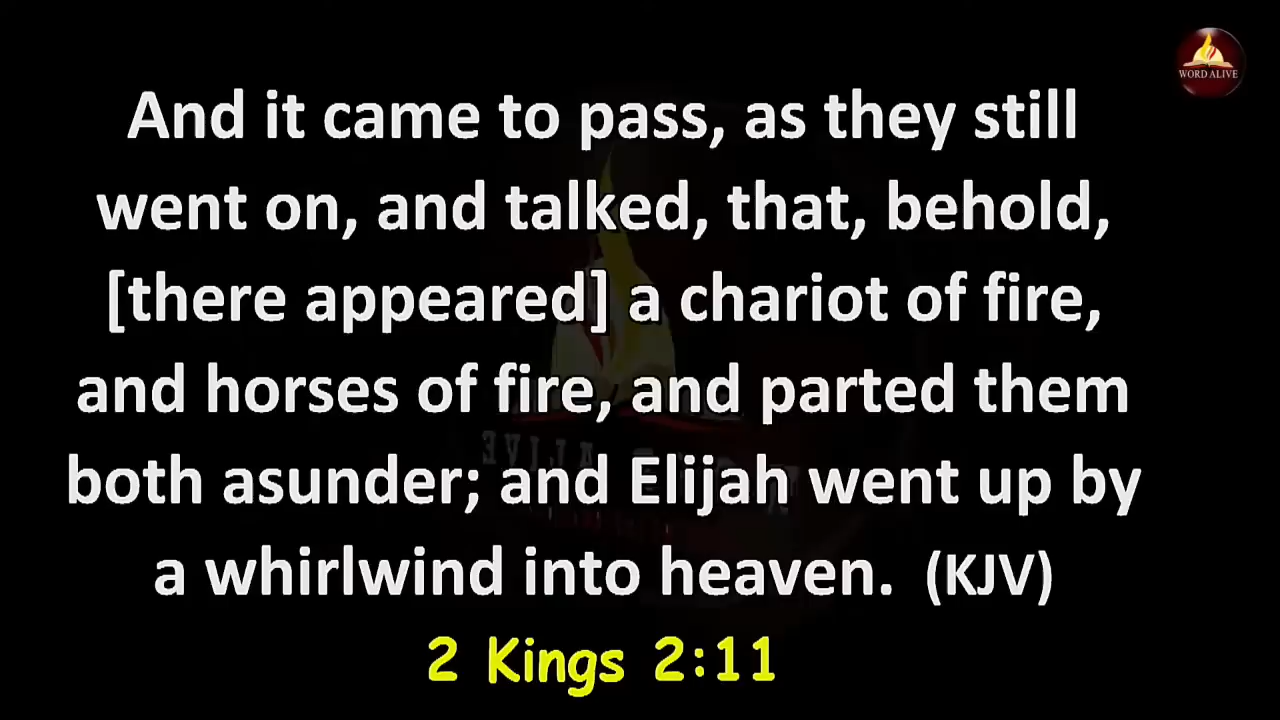 WORD ALIVE
And it came to pass, as they still
went on, and talked, that, behold,
[there appeared] a chariot of fire,
and horses of fire, and parted them
both asunder; and Elijah went up by
a whirlwind into heaven. (KJV)
2 Kings 2:11